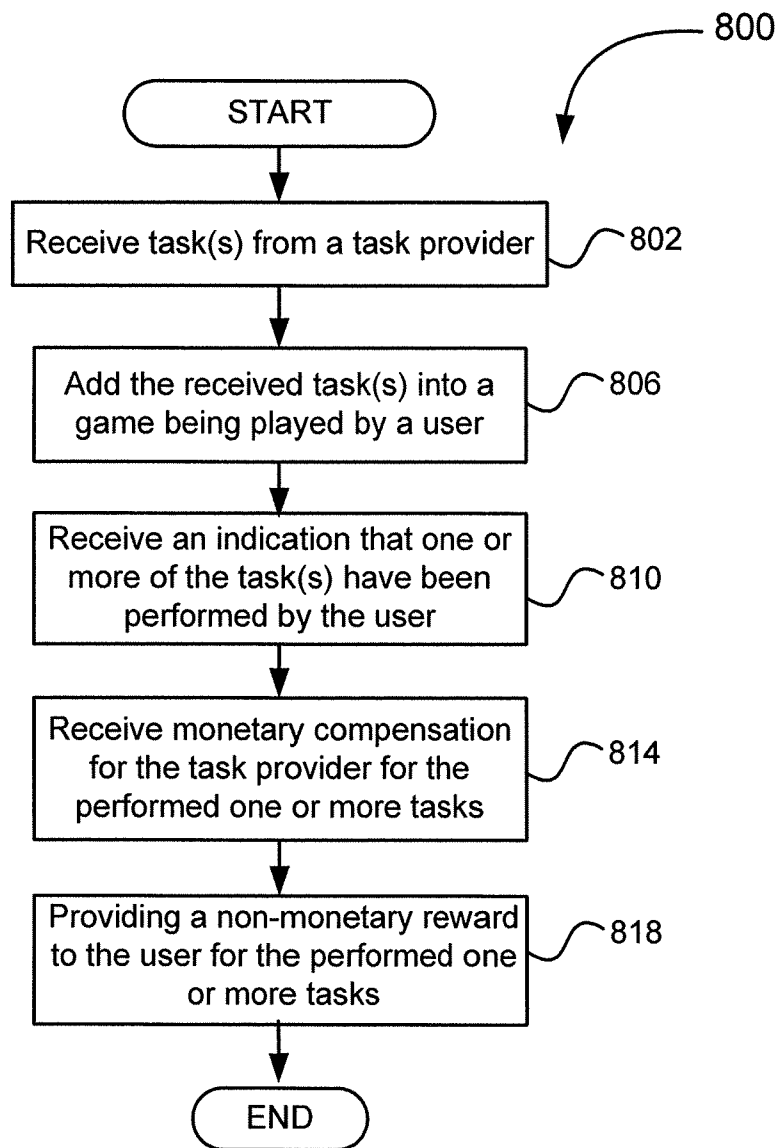 800
START
Receive task(s) from a task provider
802
Add the received task(s) into a
game being played by a user
806
Receive an indication that one or
more of the task(s) have been
performed by the user
810
Receive monetary compensation
for the task provider for the
performed one or more tasks
814
Providing a non-monetary reward
to the user for the performed one
or more tasks
818
END